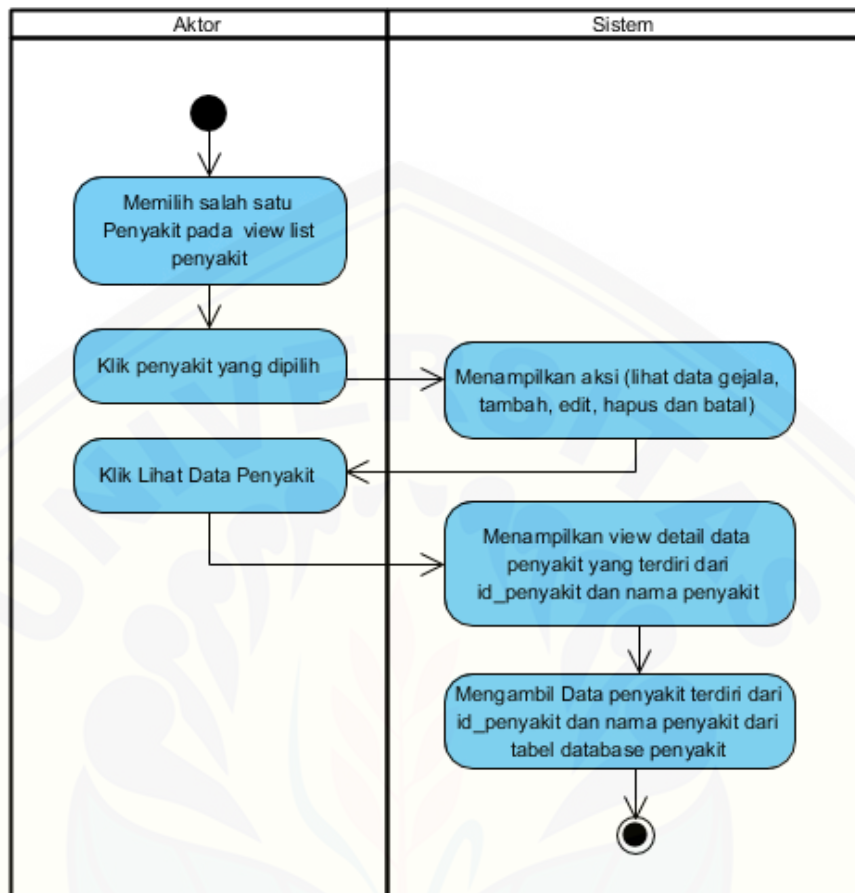 Aktor
Sistem
Memilih salah satu
Penyakit pada view list
penyakit
Klik penyakit yang dipilih
Menampilkan aksi (lihat data gejala,
tambah, edit, hapus dan batal)
Klik Lihat Data Penyakit
Menampilkan view detail data
penyakit yang terdiri dari
id_penyakit dan nama penyakit
Mengambil Data penyakit terdiri dari
id_penyakit dan nama penyakit dari
tabel database penyakit
UNIVERSITAS